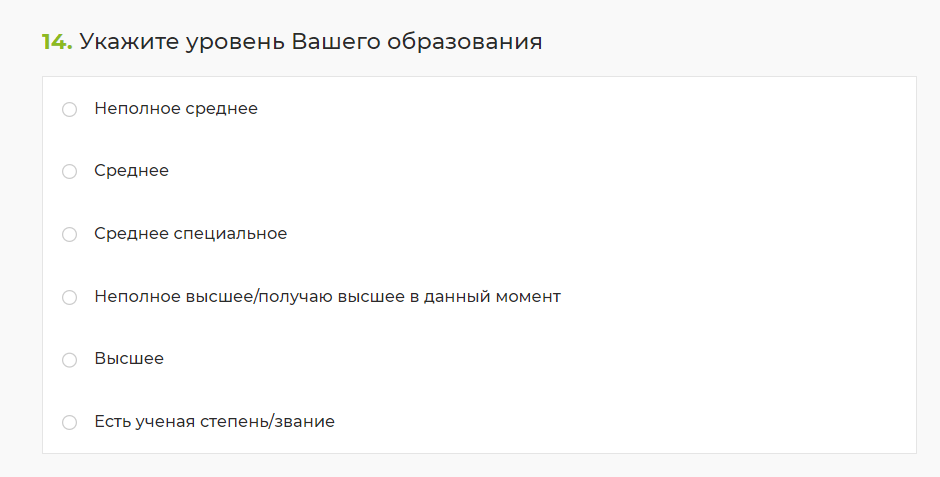 14. Укажите уровень Вашего образования
Неполное среднее
Среднее
Среднее специальное
Неполное высшее/получаю высшее в данный момент
Высшее
Есть ученая степень/звание